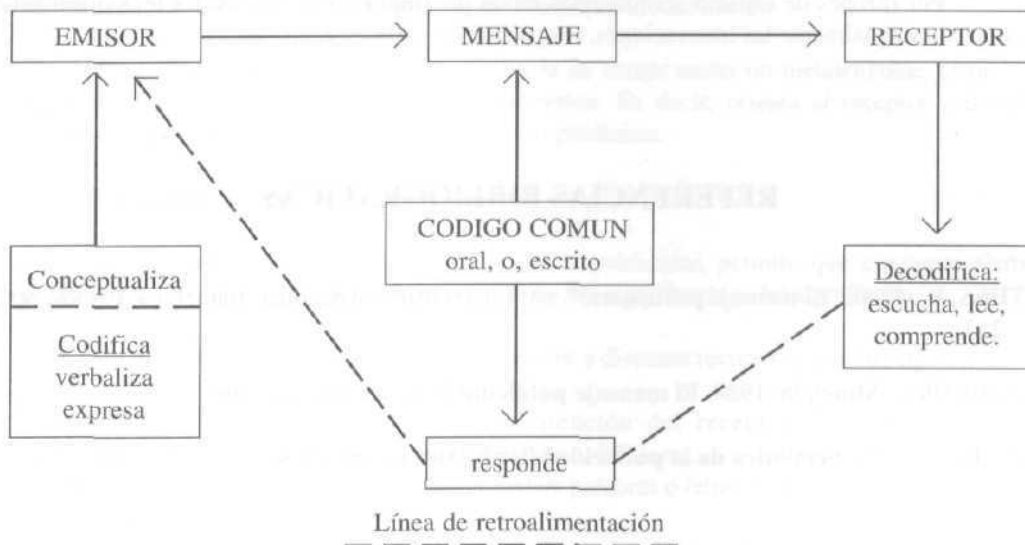 EMISOR
MENSAJE
RECEPTOR
CODIGO COMUN
oral, o, escrito
Conceptualiza
Codifica
verbaliza
expresa
Decodifica:
escucha, lee,
comprende.
responde
Línea de retroalimentación